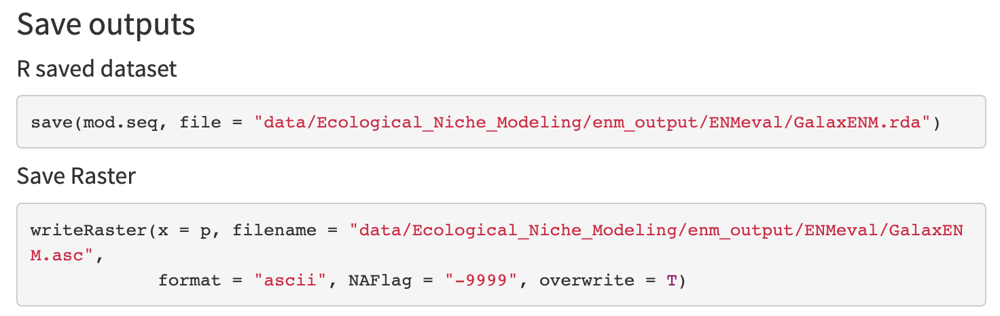 Save outputs
R saved dataset
save(mod.seq, file = "data/Ecological_Niche_Modeling/enm_output/ENMeval/GalaxENM.rda")
Save Raster
writeRaster(x = p, filename = "data/Ecological_Niche_Modeling/enm_output/ENMeval/GalaxEN
M.asc",
            format = "ascii", NAFlag = "-9999", overwrite = T)